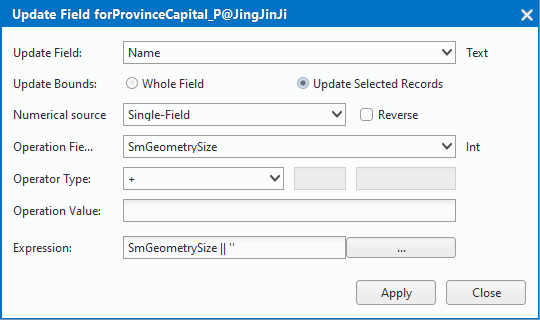 Update Field forProvinceCapital_P@JingJinJi
Update Field: Name Text
Update Bounds: Whole Field Update Selected Records
Numerical source Single-Field Reverse
Operation Fie... SmGeometrySize Int
Operator Type: +
Operation Value:
Expression: SmGeometrySize || '' ...
Apply Close